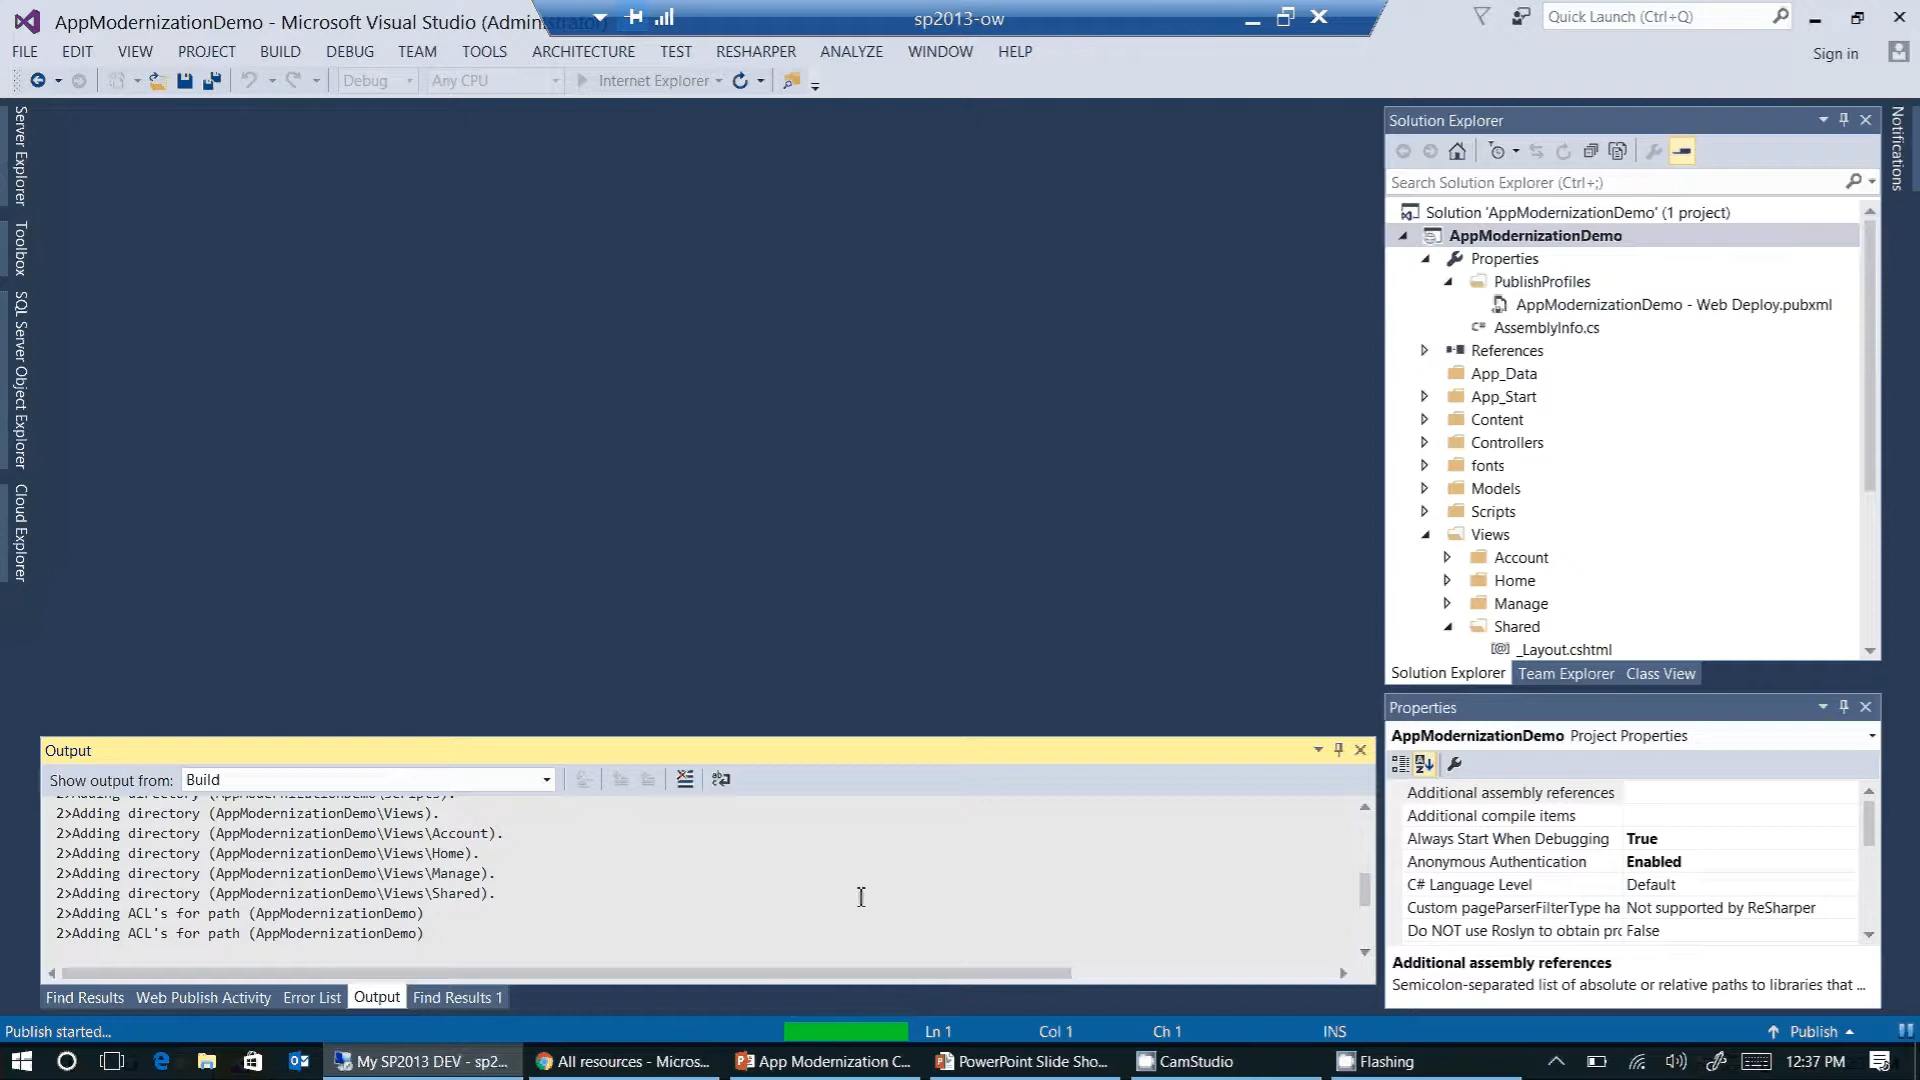 AppModernizationDemo - Microsoft Visual Studio (Administrator)
sp2013-ow
Quick Launch (Ctrl+Q)
FILE EDIT VIEW PROJECT BUILD DEBUG TEAM TOOLS ARCHITECTURE TEST RESHARPER ANALYZE WINDOW HELP
Sign in
Debug Any CPU Internet Explorer
Server Explorer
Toolbox
SQL Server Object Explorer
Cloud Explorer
Solution Explorer
Search Solution Explorer (Ctrl+;)
Solution 'AppModernizationDemo' (1 project)
AppModernizationDemo
Properties
PublishProfiles
AppModernizationDemo - Web Deploy.pubxml
C# AssemblyInfo.cs
References
App_Data
App_Start
Content
Controllers
fonts
Models
Scripts
Views
Account
Home
Manage
Shared
[@] _Layout.cshtml
Solution Explorer Team Explorer Class View
Notifications
Properties
AppModernizationDemo Project Properties
Additional assembly references
Additional compile items
Always Start When Debugging True
Anonymous Authentication Enabled
C# Language Level Default
Custom pageParserFilterType ha Not supported by ReSharper
Do NOT use Roslyn to obtain pro False
Additional assembly references
Semicolon-separated list of absolute or relative paths to libraries that ...
Output
Show output from: Build
2>Adding directory (AppModernizationDemo\Scripts).
2>Adding directory (AppModernizationDemo\Views).
2>Adding directory (AppModernizationDemo\Views\Account).
2>Adding directory (AppModernizationDemo\Views\Home).
2>Adding directory (AppModernizationDemo\Views\Manage).
2>Adding directory (AppModernizationDemo\Views\Shared).
2>Adding ACL's for path (AppModernizationDemo)
2>Adding ACL's for path (AppModernizationDemo)
Find Results Web Publish Activity Error List Output Find Results 1
Publish started... Ln 1 Col 1 Ch 1 INS Publish
My SP2013 DEV - sp2... All resources - Micros... App Modernization C... PowerPoint Slide Sho... CamStudio Flashing 12:37 PM